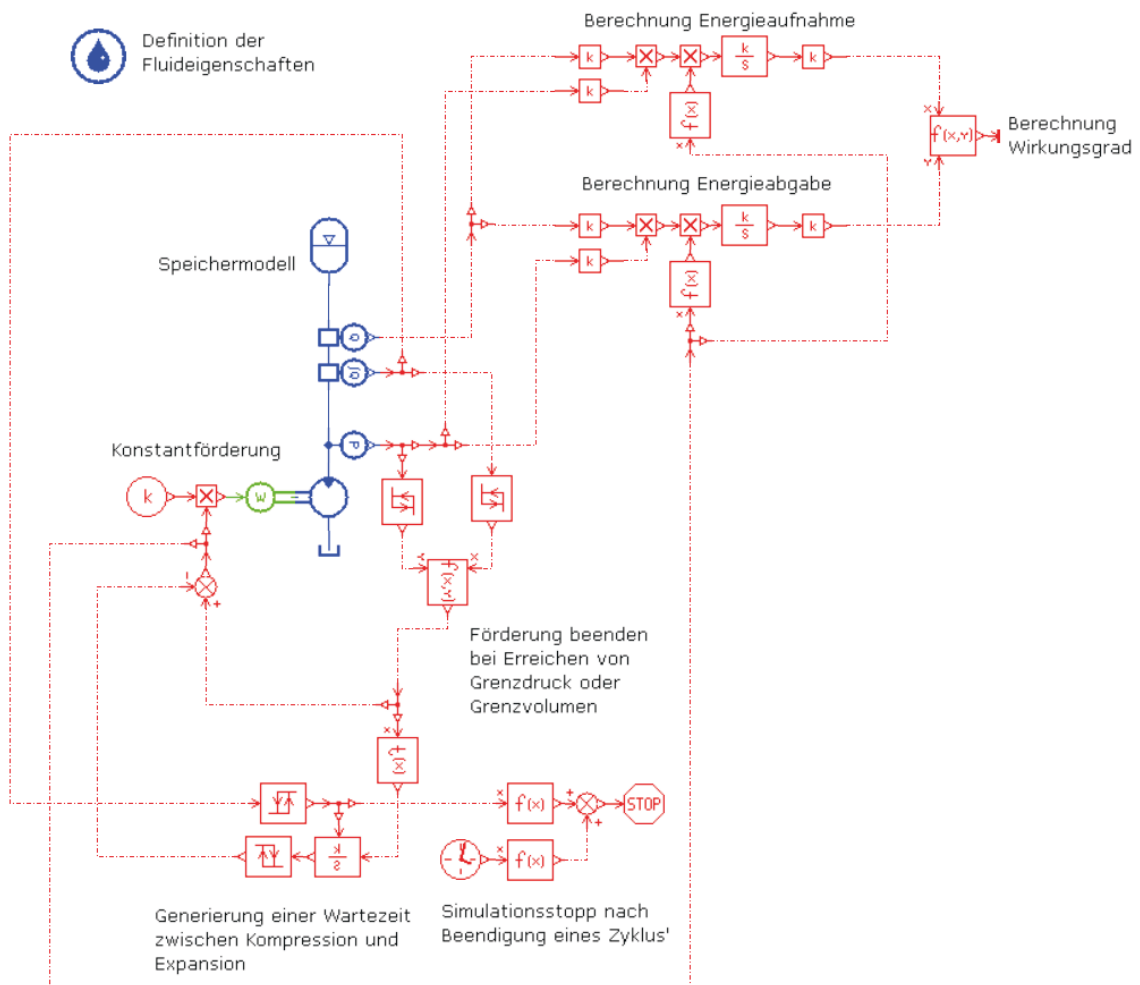 Berechnung Energieaufnahme
Definition der
Fluideigenschaften
k
k
S
k
k
f(x)
x
x
f(x,y)
y
Berechnung
Wirkungsgrad
Berechnung Energieabgabe
k
k
S
k
k
f(x)
x
Speichermodell
Q
∫Q
P
Konstantförderung
k
W
-
+
y
x
f(x,y)
Förderung beenden
bei Erreichen von
Grenzdruck oder
Grenzvolumen
x
f(x)
x
f(x)
+
STOP
k
S
x
f(x)
+
Generierung einer Wartezeit
zwischen Kompression und
Expansion
Simulationsstopp nach
Beendigung eines Zyklus'